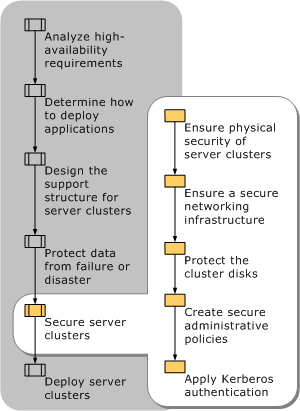 Analyze high-
availability
requirements
Determine how
to deploy
applications
Design the
support
structure for
server clusters
Protect data
from failure or
disaster
Secure server
clusters
Deploy server
clusters
Ensure physical
security of
server clusters
Ensure a secure
networking
infrastructure
Protect the
cluster disks
Create secure
administrative
policies
Apply Kerberos
authentication